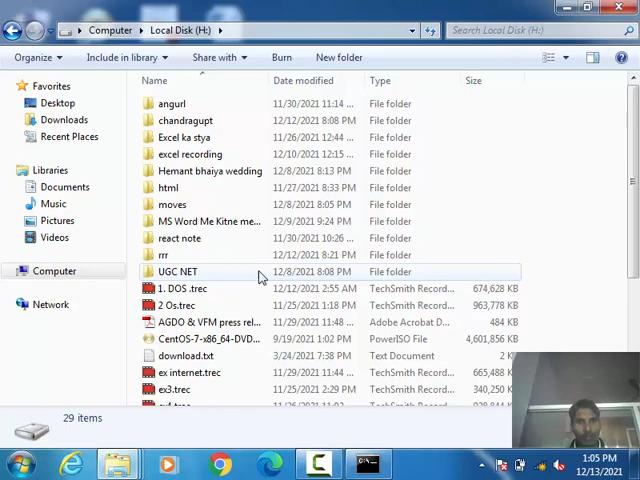 Computer Local Disk (H:) Search Local Disk (H:)
Organize Include in library Share with Burn New folder
Favorites
Desktop
Downloads
Recent Places
Libraries
Documents
Music
Pictures
Videos
Computer
Network
Name Date modified Type Size
angurl 11/30/2021 11:14 ... File folder
chandragupt 12/12/2021 8:08 PM File folder
Excel ka stya 11/26/2021 12:44 ... File folder
excel recording 12/10/2021 12:15 ... File folder
Hemant bhaiya wedding 12/8/2021 8:13 PM File folder
html 11/27/2021 8:33 PM File folder
moves 12/8/2021 8:05 PM File folder
MS Word Me Kitne me... 12/9/2021 9:24 PM File folder
react note 11/30/2021 10:26 ... File folder
rrr 12/12/2021 8:21 PM File folder
UGC NET 12/8/2021 8:08 PM File folder
1. DOS .trec 12/12/2021 2:55 AM TechSmith Record... 674,628 KB
2 Os.trec 11/25/2021 1:18 PM TechSmith Record... 963,778 KB
AGDO & VFM press rel... 11/29/2021 11:48 ... Adobe Acrobat D... 484 KB
CentOS-7-x86_64-DVD... 9/19/2021 1:02 PM PowerISO File 4,601,856 KB
download.txt 3/24/2021 7:38 PM Text Document 2 KB
ex internet.trec 11/29/2021 11:44 ... TechSmith Record... 665,488 KB
ex3.trec 11/25/2021 2:29 PM TechSmith Record... 340,250 KB
29 items
1:05 PM
12/13/2021